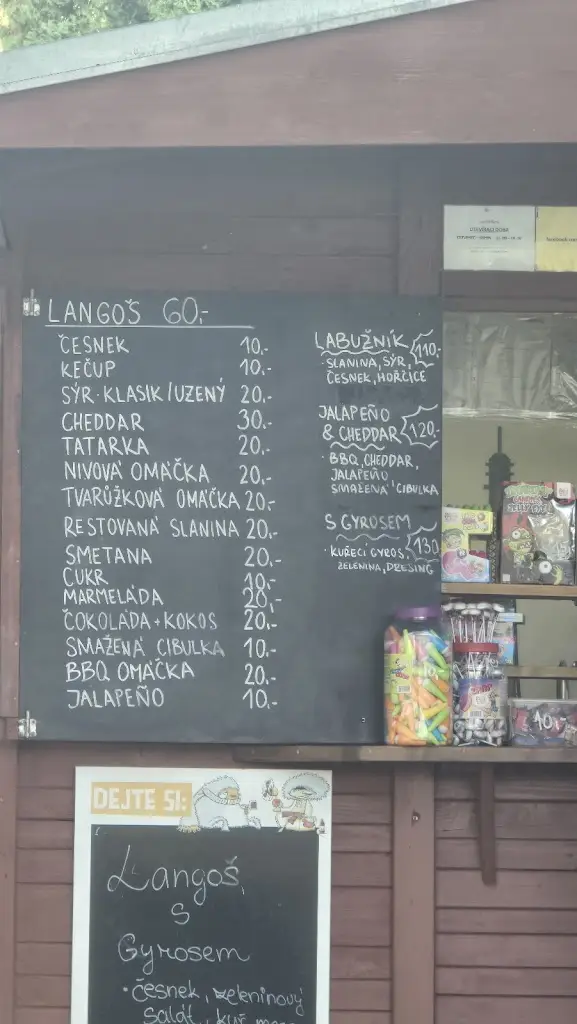 LANGOŠ 60,-
ČESNEK 10,-
KEČUP 10,-
SÝR-KLASIK/UZENÝ 20,-
CHEDDAR 30,-
TATARKA 20,-
NIVOVÁ OMÁČKA 20,-
TVARŮŽKOVÁ OMÁČKA 20,-
RESTOVANÁ SLANINA 20,-
SMETANA 20,-
CUKR 10,-
MARMELÁDA 20,-
ČOKOLÁDA+KOKOS 20,-
SMAŽENÁ CIBULKA 10,-
BBQ OMÁČKA 20,-
JALAPEÑO 10,-
LABUŽNÍK 110,-
SLANINA, SÝR,
ČESNEK, HOŘČICE
JALAPEÑO
& CHEDDAR 120,-
· BBQ, CHEDDAR,
JALAPEÑO
SMAŽENÁ CIBULKA
S GYROSEM 130
· KUŘECÍ GYROS,
ZELENINA, DRESING
10,-
10,-
DEJTE SI:
Langoš
s
Gyrosem
· česnek, zeleninový
salát, kuř